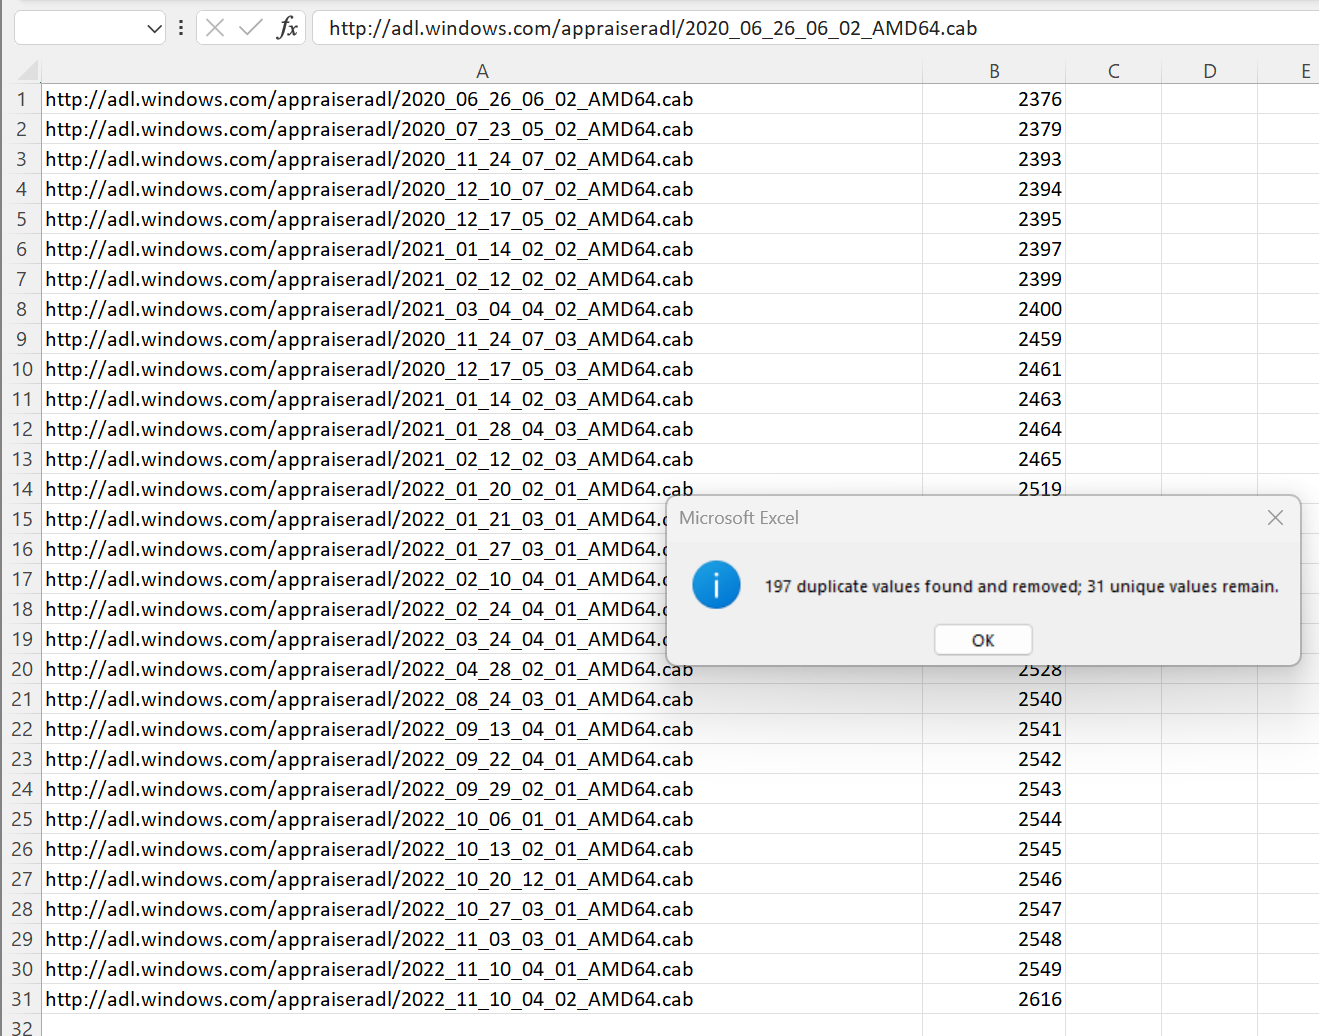 fx http://adl.windows.com/appraiseradl/2020_06_26_06_02_AMD64.cab
A B C D E
1 http://adl.windows.com/appraiseradl/2020_06_26_06_02_AMD64.cab 2376
2 http://adl.windows.com/appraiseradl/2020_07_23_05_02_AMD64.cab 2379
3 http://adl.windows.com/appraiseradl/2020_11_24_07_02_AMD64.cab 2393
4 http://adl.windows.com/appraiseradl/2020_12_10_07_02_AMD64.cab 2394
5 http://adl.windows.com/appraiseradl/2020_12_17_05_02_AMD64.cab 2395
6 http://adl.windows.com/appraiseradl/2021_01_14_02_02_AMD64.cab 2397
7 http://adl.windows.com/appraiseradl/2021_02_12_02_02_AMD64.cab 2399
8 http://adl.windows.com/appraiseradl/2021_03_04_04_02_AMD64.cab 2400
9 http://adl.windows.com/appraiseradl/2020_11_24_07_03_AMD64.cab 2459
10 http://adl.windows.com/appraiseradl/2020_12_17_05_03_AMD64.cab 2461
11 http://adl.windows.com/appraiseradl/2021_01_14_02_03_AMD64.cab 2463
12 http://adl.windows.com/appraiseradl/2021_01_28_04_03_AMD64.cab 2464
13 http://adl.windows.com/appraiseradl/2021_02_12_02_03_AMD64.cab 2465
14 http://adl.windows.com/appraiseradl/2022_01_20_02_01_AMD64.cab 2519
15 http://adl.windows.com/appraiseradl/2022_01_21_03_01_AMD64.c
16 http://adl.windows.com/appraiseradl/2022_01_27_03_01_AMD64.c
17 http://adl.windows.com/appraiseradl/2022_02_10_04_01_AMD64.c
18 http://adl.windows.com/appraiseradl/2022_02_24_04_01_AMD64.c
19 http://adl.windows.com/appraiseradl/2022_03_24_04_01_AMD64.c
Microsoft Excel
197 duplicate values found and removed; 31 unique values remain.
OK
20 http://adl.windows.com/appraiseradl/2022_04_28_02_01_AMD64.cab 2528
21 http://adl.windows.com/appraiseradl/2022_08_24_03_01_AMD64.cab 2540
22 http://adl.windows.com/appraiseradl/2022_09_13_04_01_AMD64.cab 2541
23 http://adl.windows.com/appraiseradl/2022_09_22_04_01_AMD64.cab 2542
24 http://adl.windows.com/appraiseradl/2022_09_29_02_01_AMD64.cab 2543
25 http://adl.windows.com/appraiseradl/2022_10_06_01_01_AMD64.cab 2544
26 http://adl.windows.com/appraiseradl/2022_10_13_02_01_AMD64.cab 2545
27 http://adl.windows.com/appraiseradl/2022_10_20_12_01_AMD64.cab 2546
28 http://adl.windows.com/appraiseradl/2022_10_27_03_01_AMD64.cab 2547
29 http://adl.windows.com/appraiseradl/2022_11_03_03_01_AMD64.cab 2548
30 http://adl.windows.com/appraiseradl/2022_11_10_04_01_AMD64.cab 2549
31 http://adl.windows.com/appraiseradl/2022_11_10_04_02_AMD64.cab 2616
32